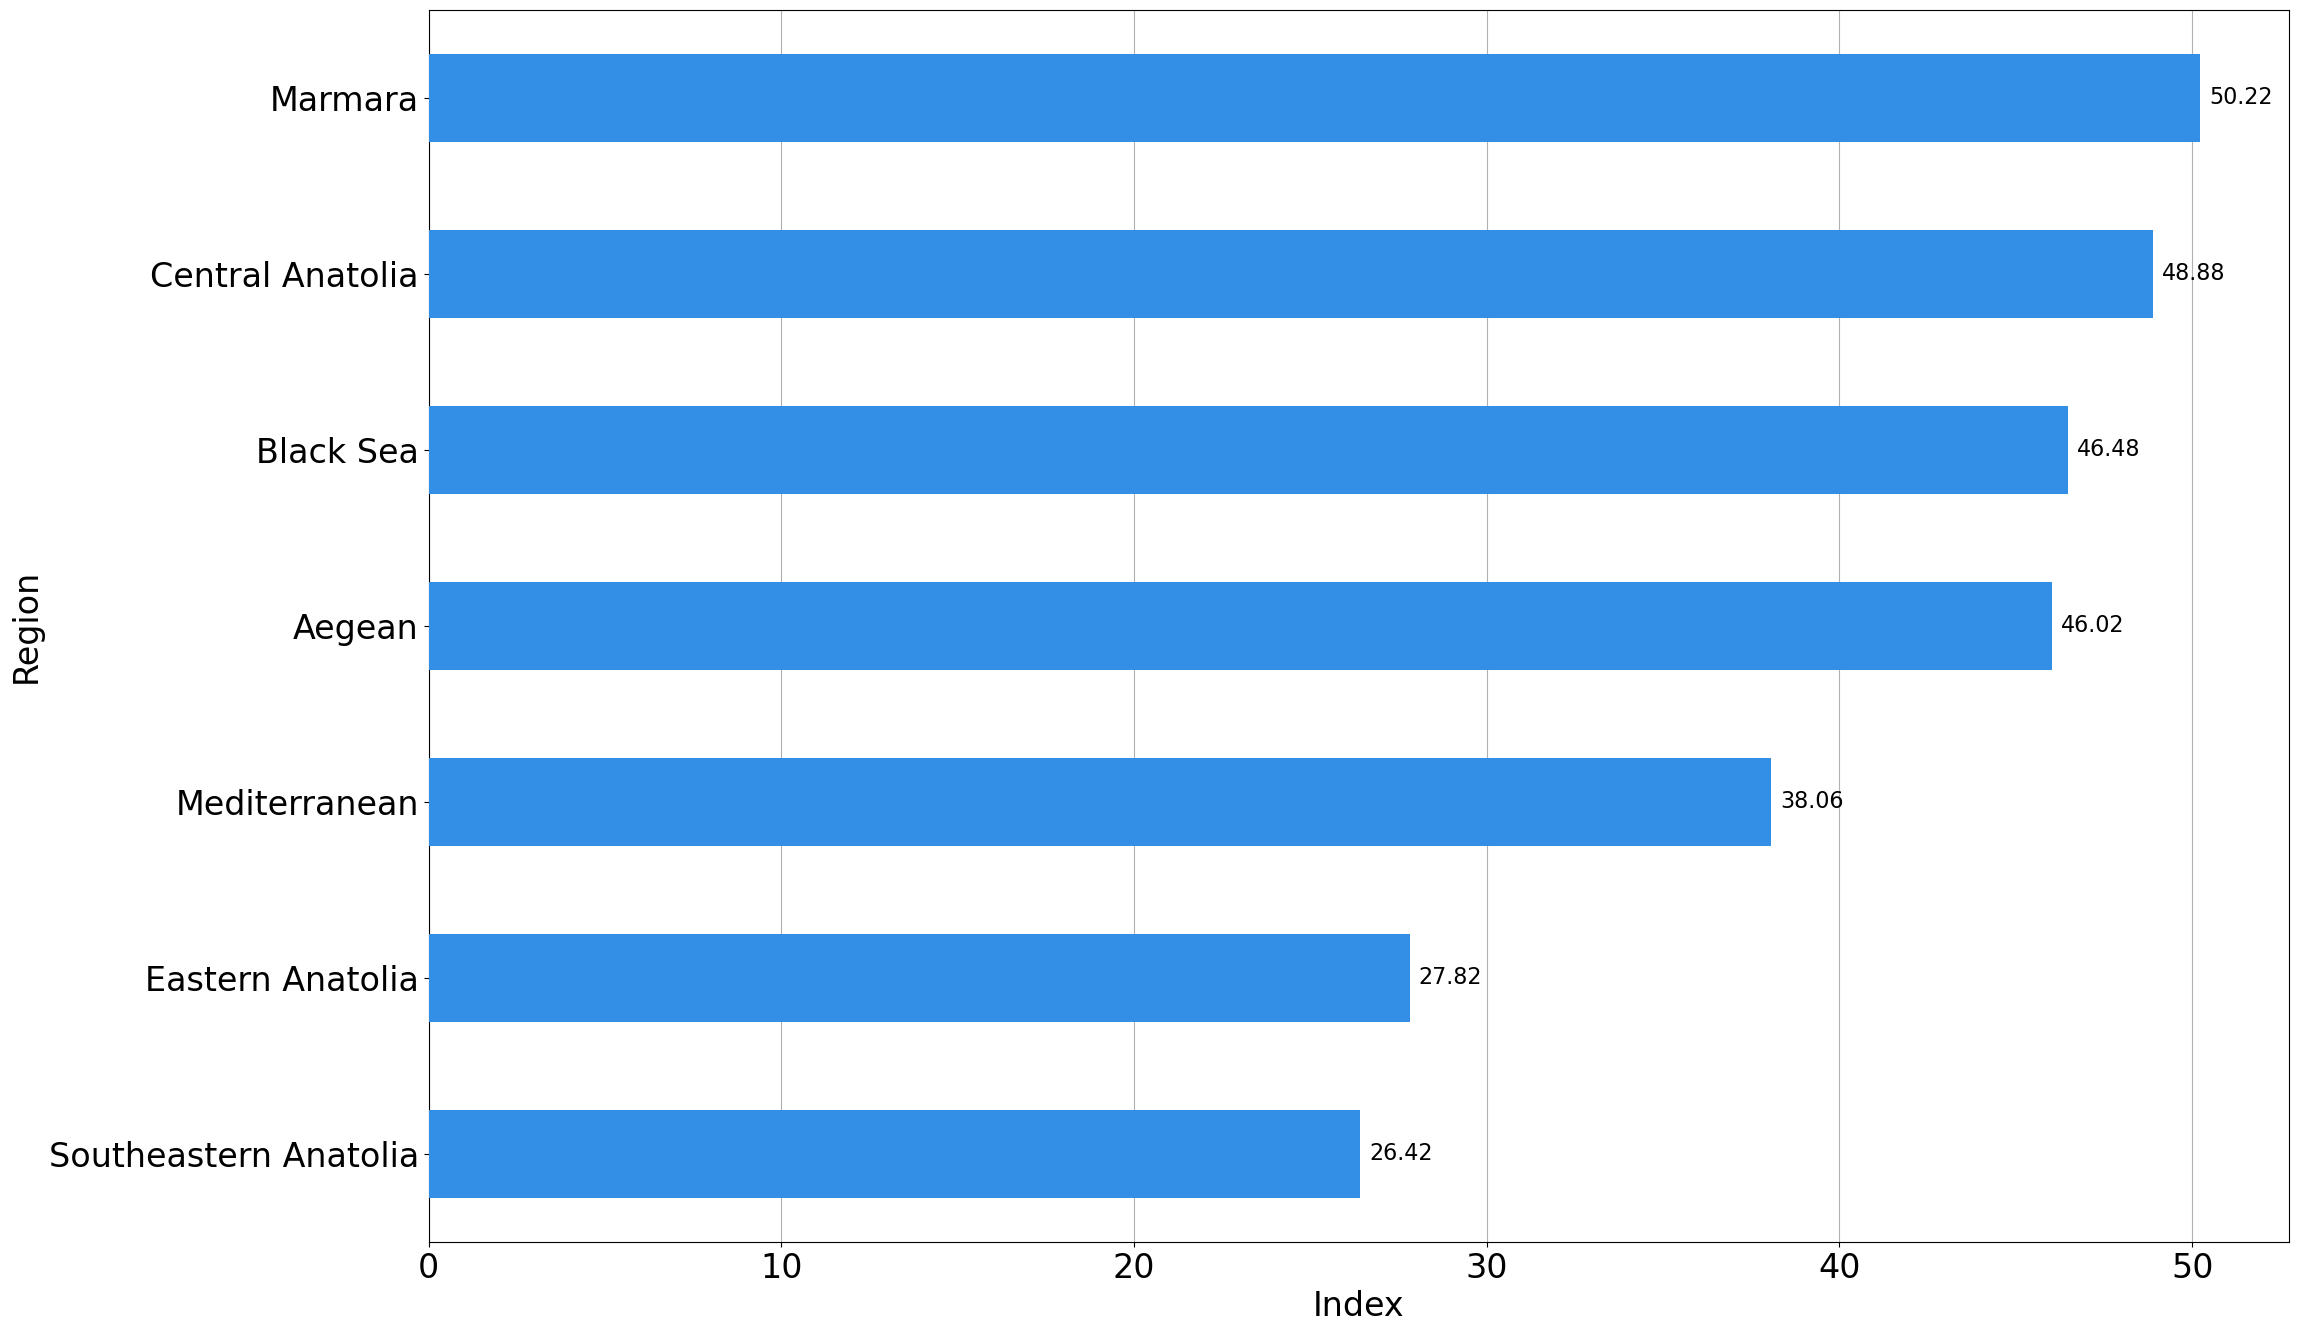 Marmara
50.22
Central Anatolia
48.88
Black Sea
46.48
Aegean
46.02
Region
Mediterranean
38.06
Eastern Anatolia
27.82
Southeastern Anatolia
26.42
0 10 20 30 40 50
Index